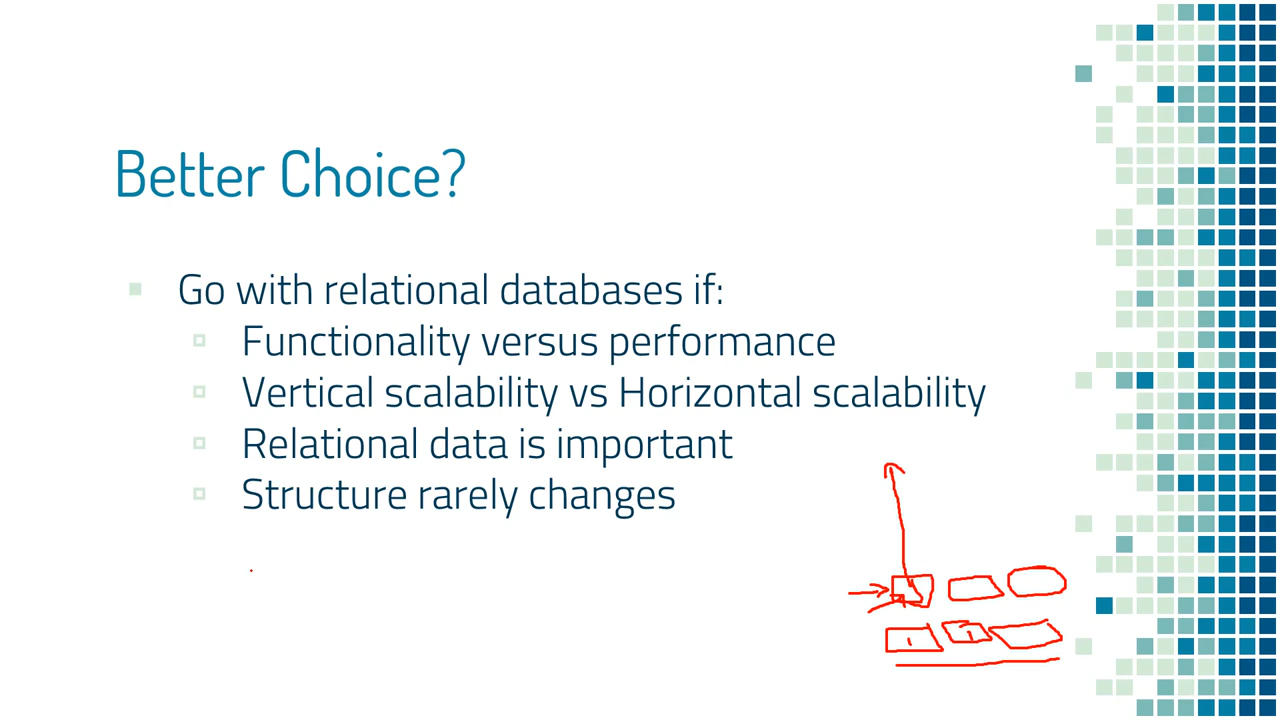 Better Choice?
Go with relational databases if:
Functionality versus performance
Vertical scalability vs Horizontal scalability
Relational data is important
Structure rarely changes